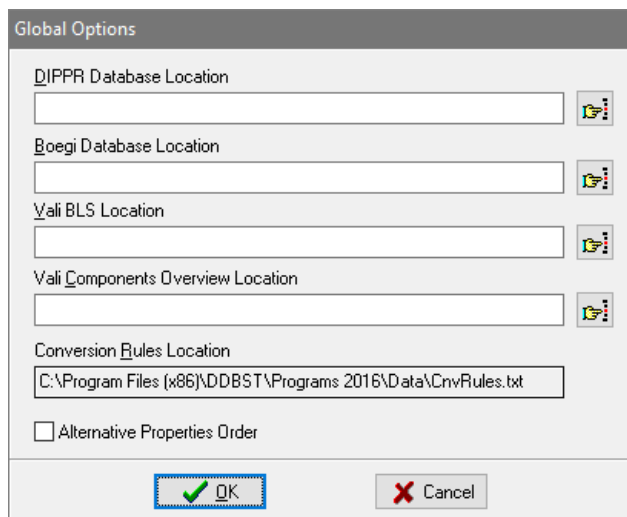 Global Options
DIPPR Database Location
Boegi Database Location
Vali BLS Location
Vali Components Overview Location
Conversion Rules Location
C:\Program Files (x86)\DDBST\Programs 2016\Data\CnvRules.txt
Alternative Properties Order
OK Cancel